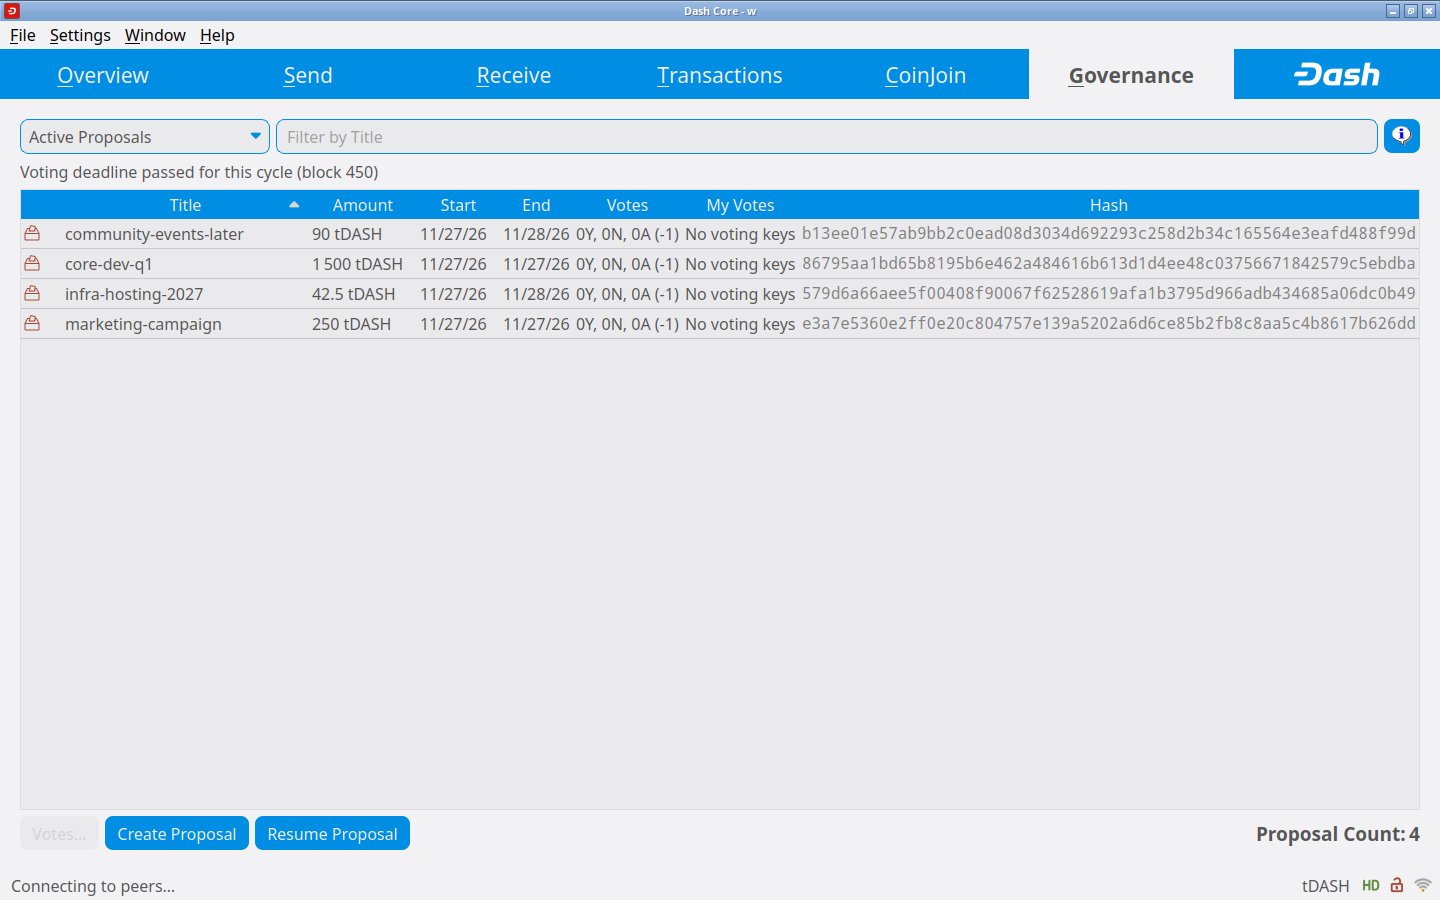 Dash Core - w
File Settings Window Help
Overview Send Receive Transactions CoinJoin Governance Dash
Active Proposals Filter by Title
Voting deadline passed for this cycle (block 450)
Title Amount Start End Votes My Votes Hash
community-events-later 90 tDASH 11/27/26 11/28/26 0Y, 0N, 0A (-1) No voting keys b13ee01e57ab9bb2c0ead08d3034d692293c258d2b34c165564e3eafd488f99d
core-dev-q1 1 500 tDASH 11/27/26 11/27/26 0Y, 0N, 0A (-1) No voting keys 86795aa1bd65b8195b6e462a484616b613d1d4ee48c03756671842579c5ebdba
infra-hosting-2027 42.5 tDASH 11/27/26 11/28/26 0Y, 0N, 0A (-1) No voting keys 579d6a66aee5f00408f90067f62528619afa1b3795d966adb434685a06dc0b49
marketing-campaign 250 tDASH 11/27/26 11/27/26 0Y, 0N, 0A (-1) No voting keys e3a7e5360e2ff0e20c804757e139a5202a6d6ce85b2fb8c8aa5c4b8617b626dd
Votes... Create Proposal Resume Proposal Proposal Count: 4
Connecting to peers... tDASH HD